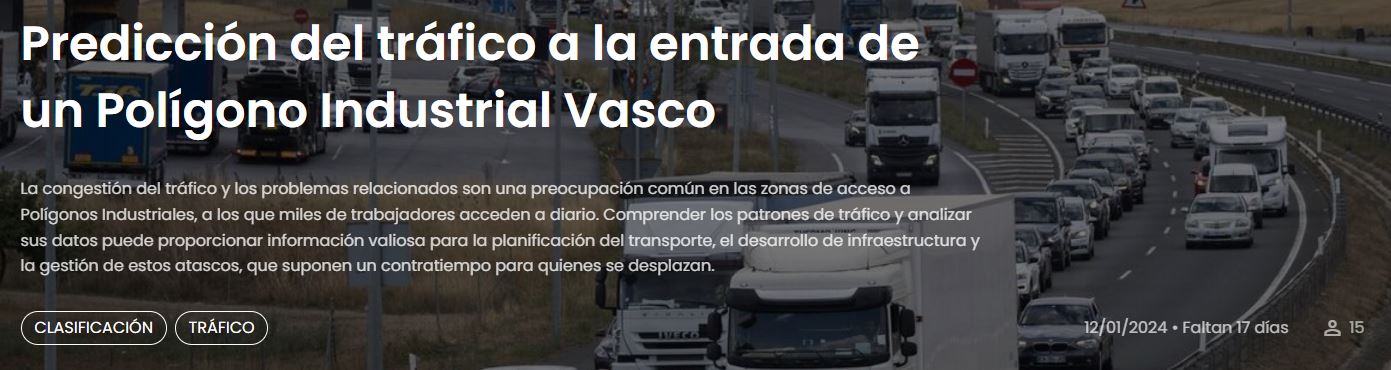 Predicción del tráfico a la entrada de
un Polígono Industrial Vasco
La congestión del tráfico y los problemas relacionados son una preocupación común en las zonas de acceso a
Polígonos Industriales, a los que miles de trabajadores acceden a diario. Comprender los patrones de tráfico y analizar
sus datos puede proporcionar información valiosa para la planificación del transporte, el desarrollo de infraestructura y
la gestión de estos atascos, que suponen un contratiempo para quienes se desplazan.
CLASIFICACIÓN TRÁFICO
12/01/2024 • Faltan 17 días 15
IVECO